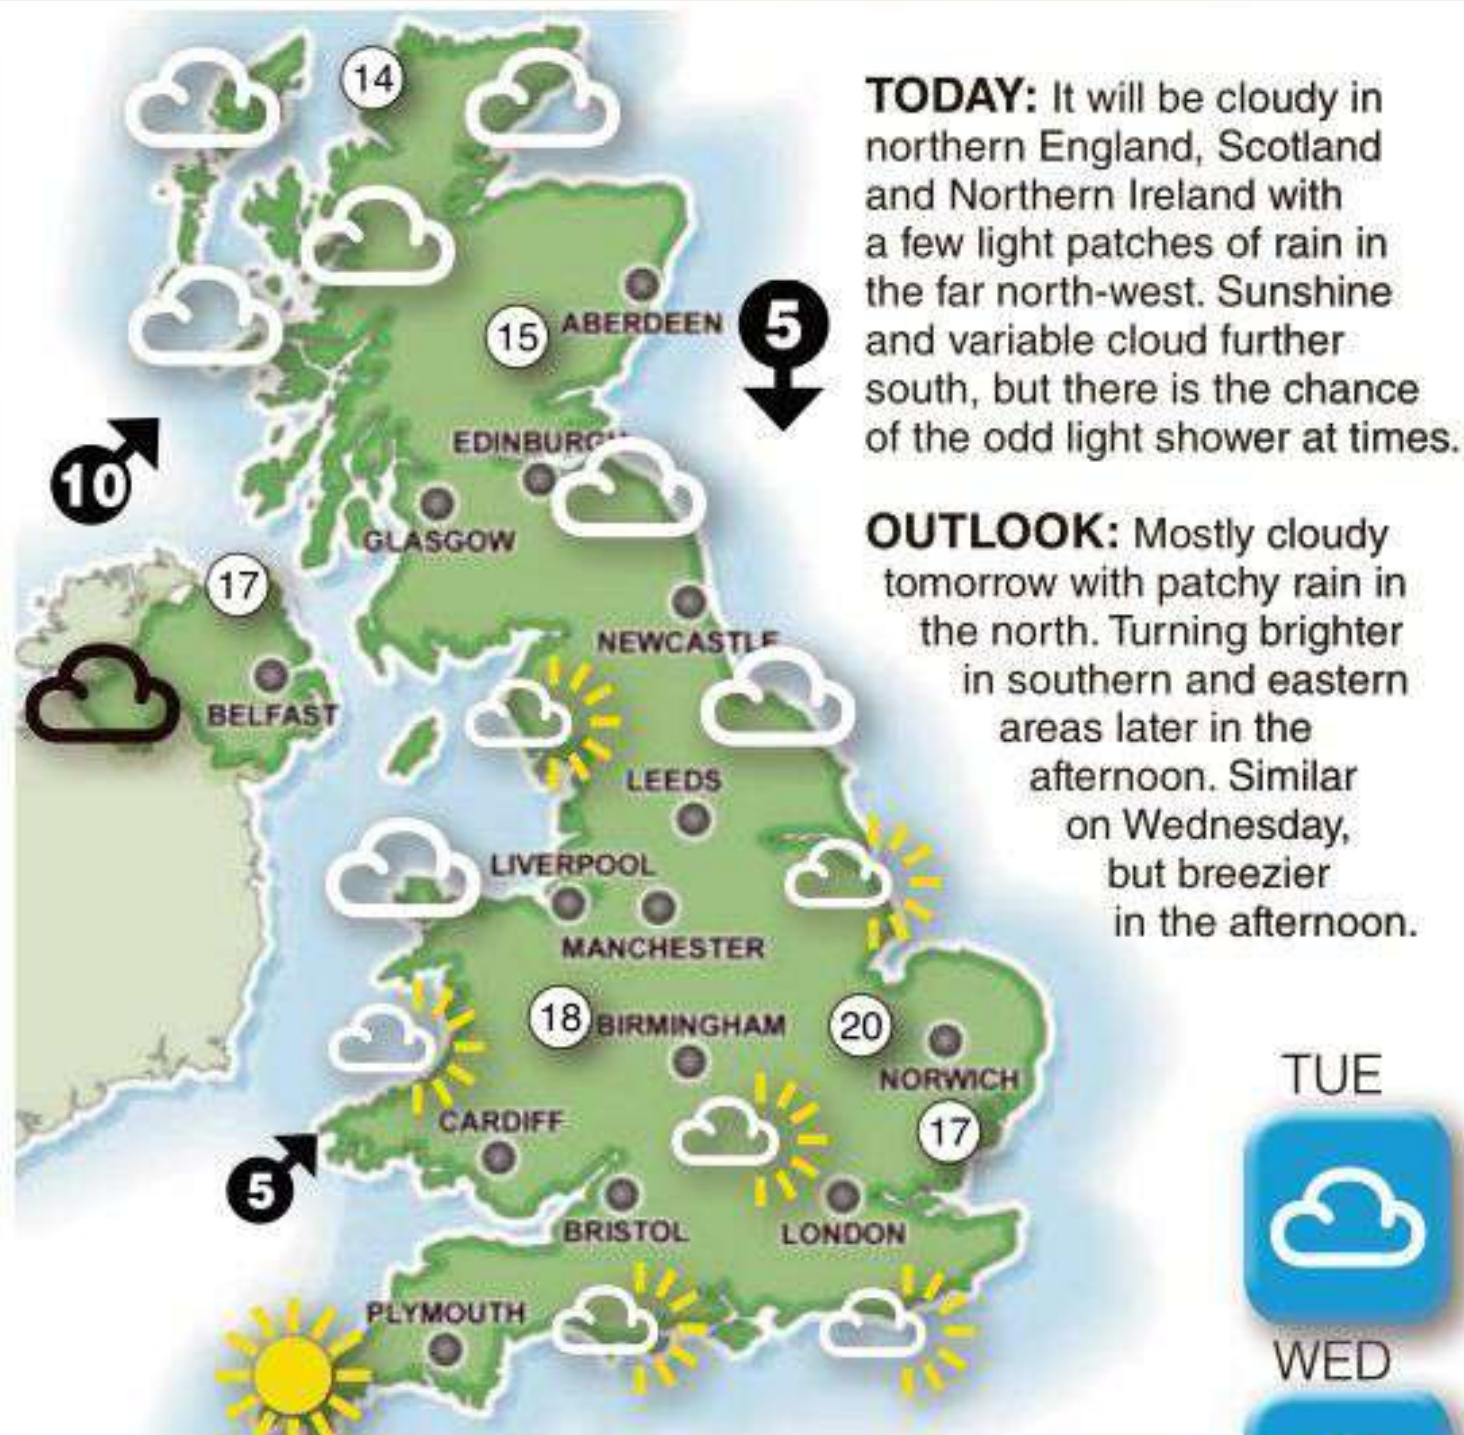 14
TODAY: It will be cloudy in
northern England, Scotland
and Northern Ireland with
a few light patches of rain in
the far north-west. Sunshine
and variable cloud further
south, but there is the chance
of the odd light shower at times.
OUTLOOK: Mostly cloudy
tomorrow with patchy rain in
the north. Turning brighter
in southern and eastern
areas later in the
afternoon. Similar
on Wednesday,
but breezier
in the afternoon.
15
ABERDEEN
5
10
EDINBURGH
GLASGOW
17
NEWCASTLE
BELFAST
LEEDS
LIVERPOOL
MANCHESTER
18
BIRMINGHAM
20
NORWICH
17
CARDIFF
5
BRISTOL
LONDON
PLYMOUTH
TUE
WED